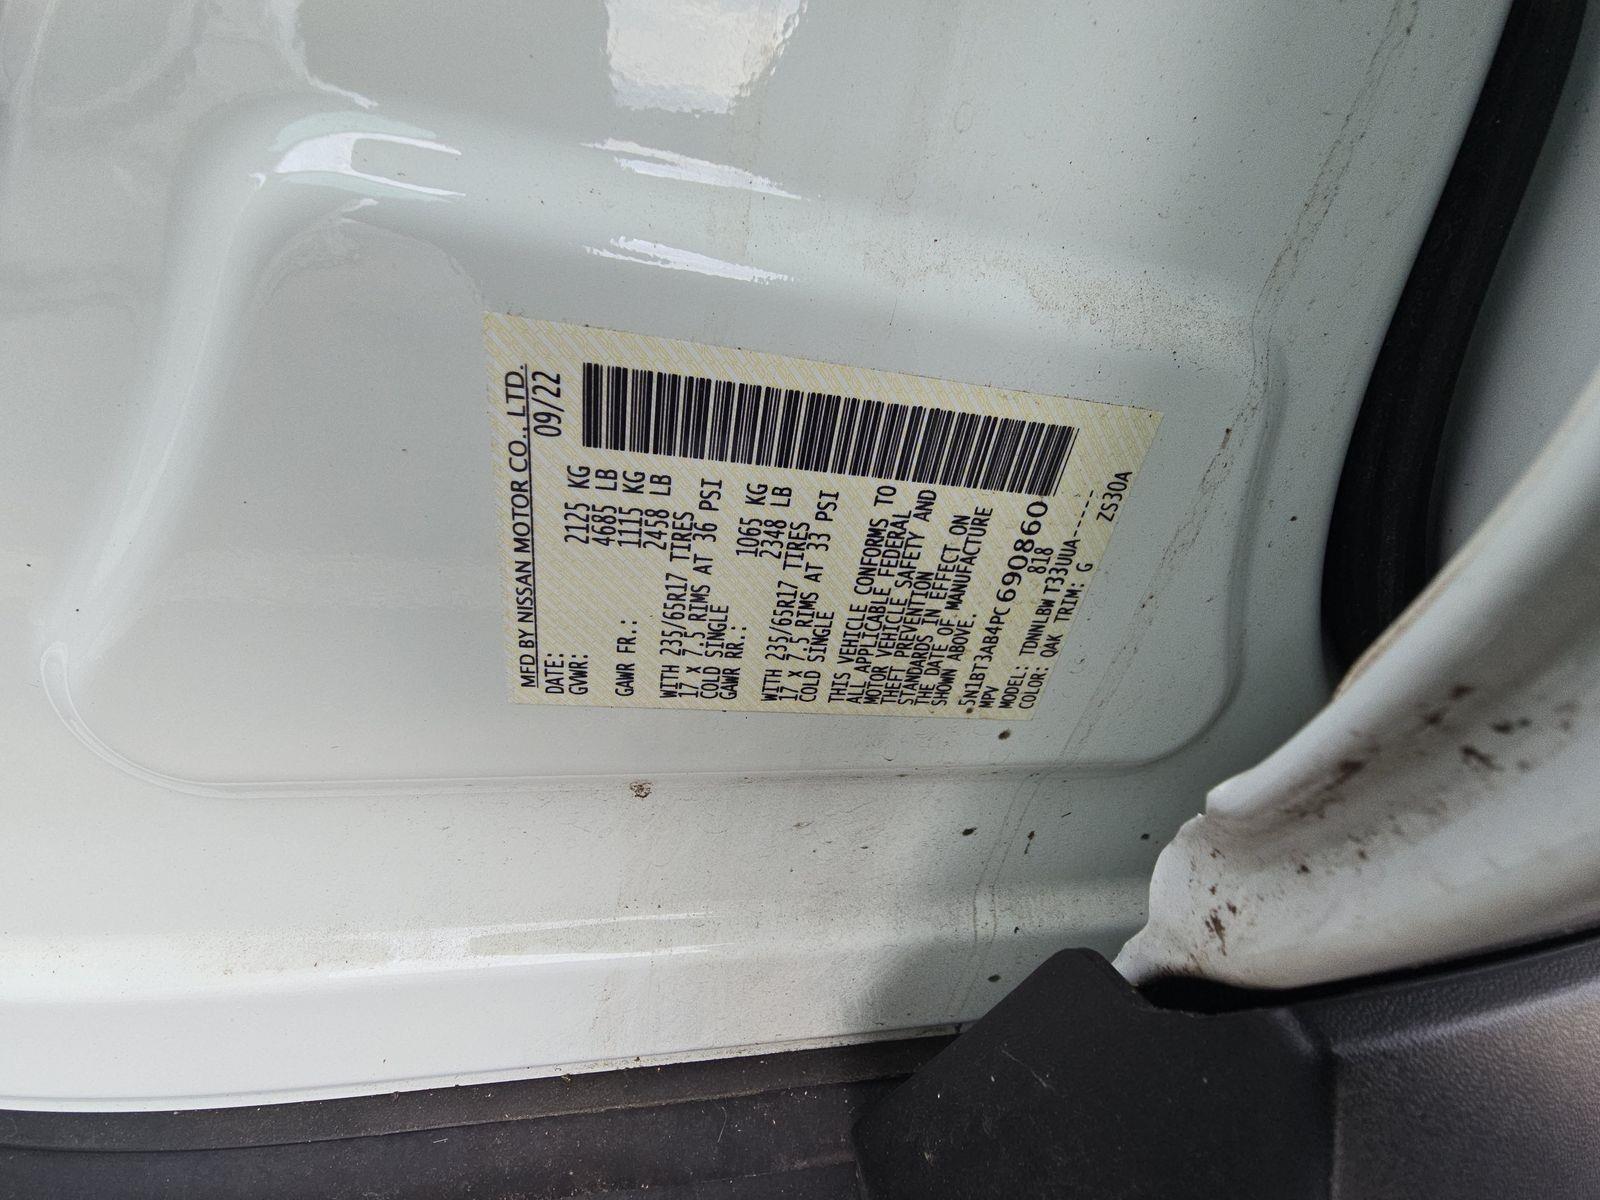 MFD BY NISSAN MOTOR CO., LTD.
DATE: 09/22
GVWR: 2125 KG
4685 LB
GAWR FR.: 1115 KG
2458 LB
WITH 235/65R17 TIRES
17 X 7.5 RIMS AT 36 PSI
COLD SINGLE
GAWR RR.: 1065 KG
2348 LB
WITH 235/65R17 TIRES
17 X 7.5 RIMS AT 33 PSI
COLD SINGLE
THIS VEHICLE CONFORMS TO
ALL APPLICABLE FEDERAL
MOTOR VEHICLE SAFETY AND
THEFT PREVENTION
STANDARDS IN EFFECT ON
THE DATE OF MANUFACTURE
SHOWN ABOVE.
5N1BT3AB4PC690860
MPV 818
MODEL: TDNNLBW T33UUA-----
COLOR: QAK TRIM: G ZS30A